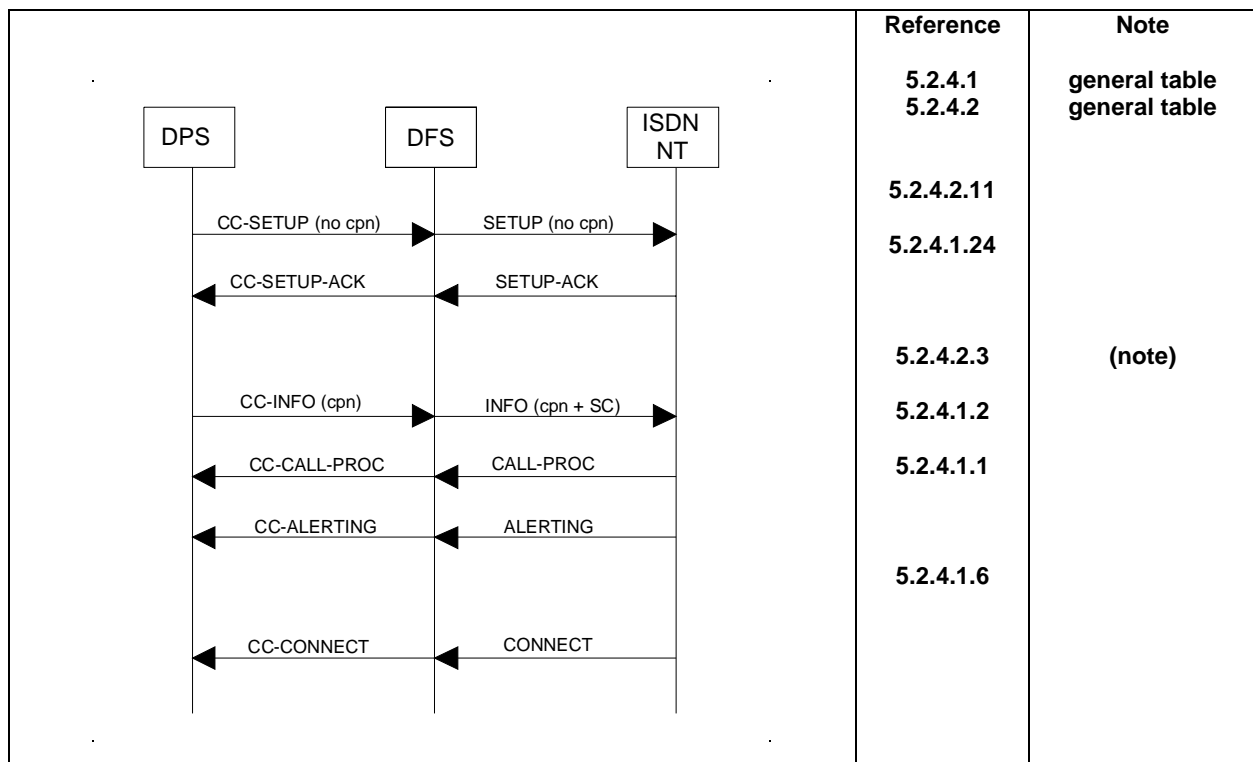 Reference Note
5.2.4.1 general table
5.2.4.2 general table
DPS DFS ISDN
NT
5.2.4.2.11
CC-SETUP (no cpn) SETUP (no cpn)
5.2.4.1.24
CC-SETUP-ACK SETUP-ACK
5.2.4.2.3 (note)
CC-INFO (cpn) INFO (cpn + SC)
5.2.4.1.2
CC-CALL-PROC CALL-PROC
5.2.4.1.1
CC-ALERTING ALERTING
5.2.4.1.6
CC-CONNECT CONNECT